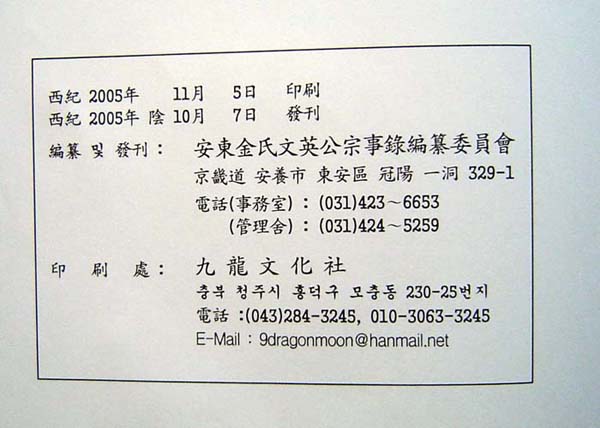 西紀 2005年 11月 5日 印刷
西紀 2005年 陰 10月 7日 發刊
編纂 및 發刊 : 安東金氏文英公宗事錄編纂委員會
京畿道 安養市 東安區 冠陽 一洞 329-1
電話(事務室) : (031)423～6653
(管理舍) : (031)424～5259
印 刷 處 : 九龍文化社
충북 청주시 흥덕구 모충동 230-25번지
電話 :(043)284-3245, 010-3063-3245
E-Mail : 9dragonmoon@hanmail.net